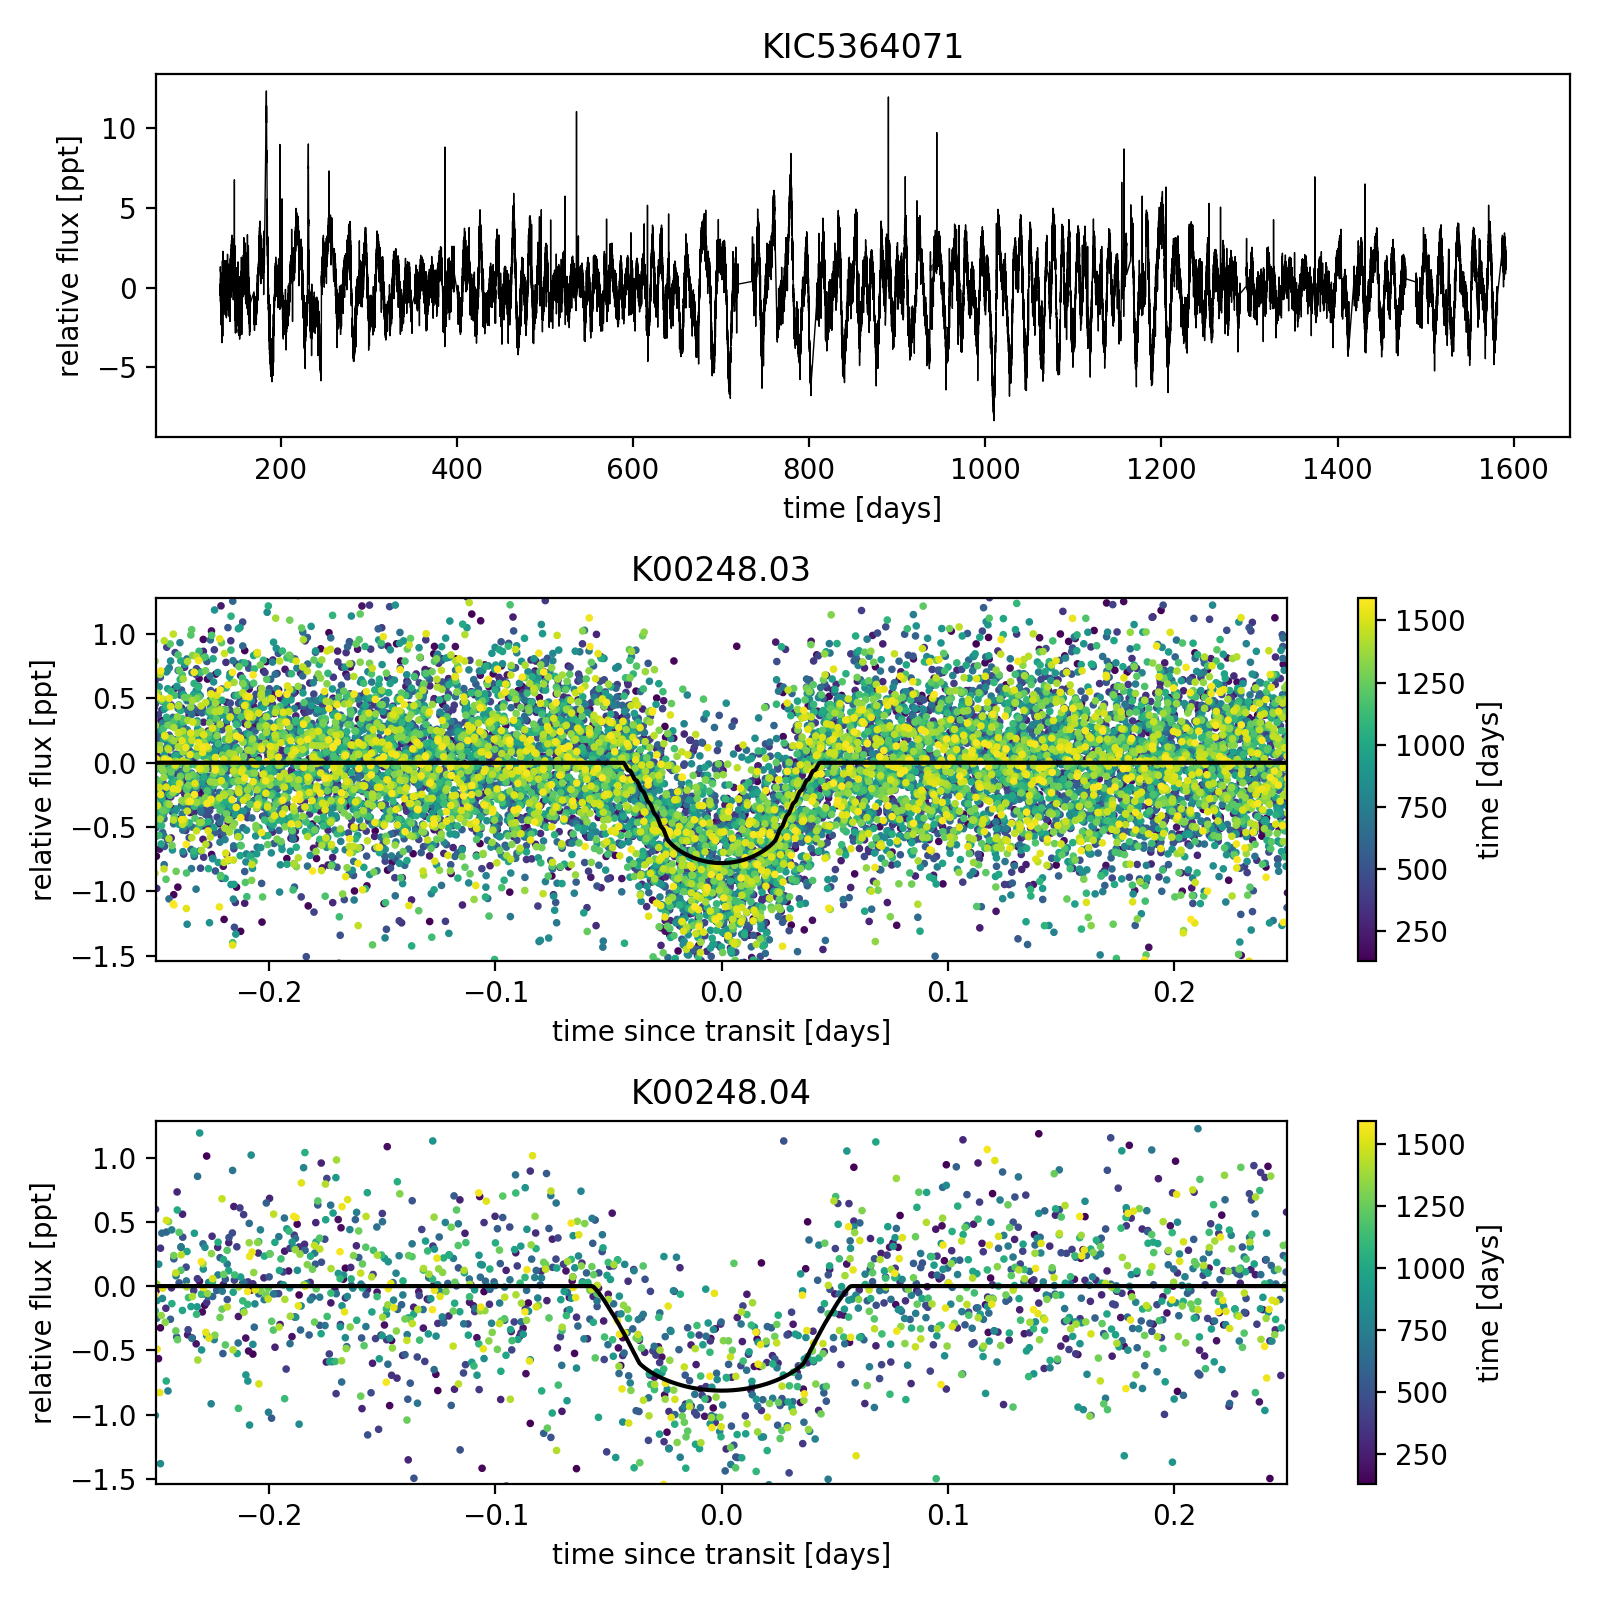 KIC5364071
relative flux [ppt]
10
5
0
−5
200 400 600 800 1000 1200 1400 1600
time [days]
K00248.03
relative flux [ppt]
1.0
0.5
0.0
−0.5
−1.0
−1.5
−0.2 −0.1 0.0 0.1 0.2
time since transit [days]
1500
1250
1000
750
500
250
time [days]
K00248.04
relative flux [ppt]
1.0
0.5
0.0
−0.5
−1.0
−1.5
−0.2 −0.1 0.0 0.1 0.2
time since transit [days]
1500
1250
1000
750
500
250
time [days]